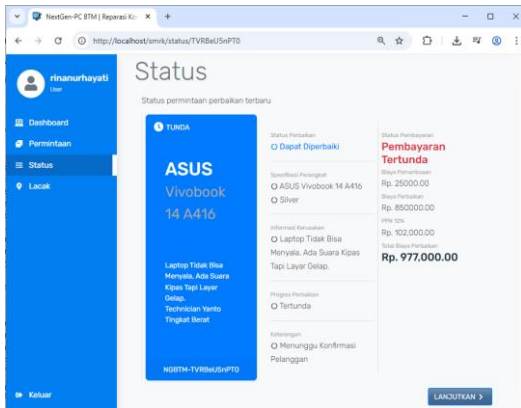 NextGen-PC BTM | Reparasi Ko
http://localhost/smrk/status/TVRBeU5nPT0
rinanurhayati
User
Dashboard
Permintaan
Status
Lacak
Keluar
Status
Status permintaan perbaikan terbaru
TUNDA
ASUS
Vivobook
14 A416
Laptop Tidak Bisa
Menyala, Ada Suara
Kipas Tapi Layar
Gelap.
Technician Yanto
Tingkat Berat
NGBTM-TVRBeU5nPT0
Status Perbaikan
Dapat Diperbaiki
Spesifikasi Perangkat
ASUS Vivobook 14 A416
Silver
Informasi Kerusakan
Laptop Tidak Bisa
Menyala, Ada Suara Kipas
Tapi Layar Gelap.
Progres Perbaikan
Tertunda
Keterangan
Menunggu Konfirmasi
Pelanggan
Status Pembayaran
Pembayaran
Tertunda
Biaya Pemeriksaan
Rp. 25000.00
Biaya Perbaikan
Rp. 850000.00
PPN 12%
Rp. 102,000.00
Total Biaya Perbaikan
Rp. 977,000.00
LANJUTKAN >